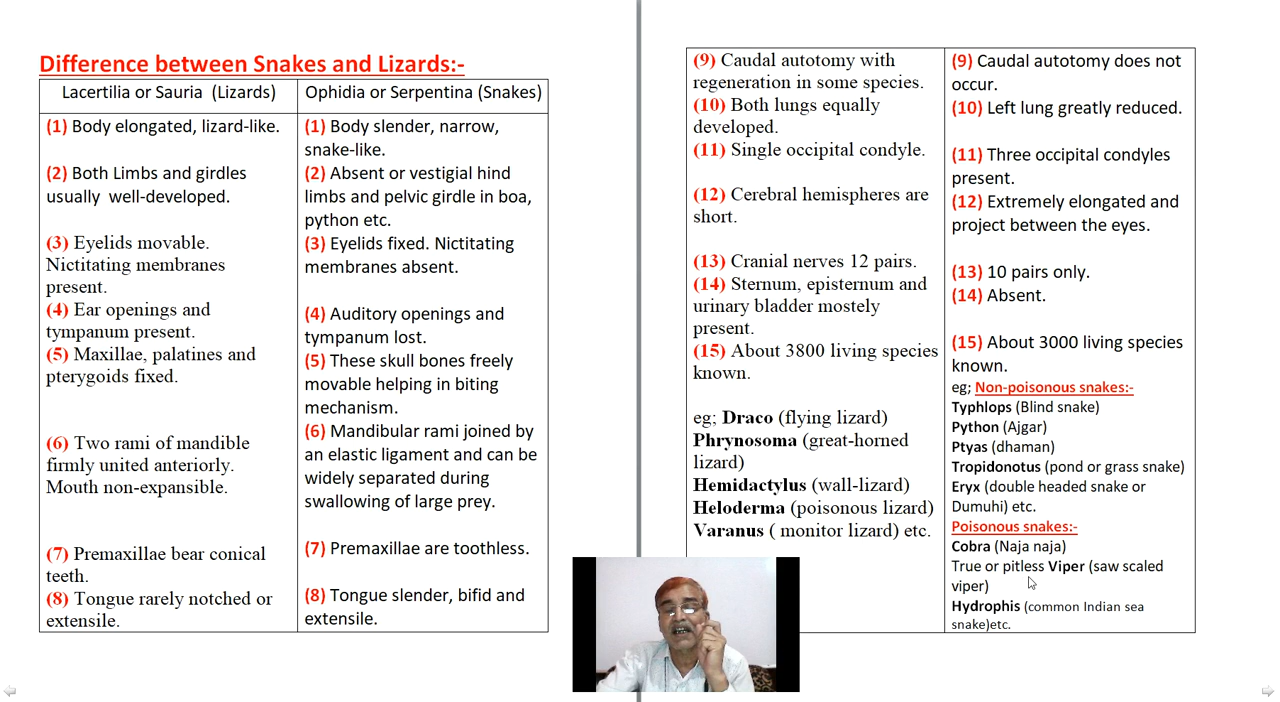 Difference between Snakes and Lizards:-
Lacertilia or Sauria (Lizards)
(1) Body elongated, lizard-like.
(2) Both Limbs and girdles
usually well-developed.
(3) Eyelids movable.
Nictitating membranes
present.
(4) Ear openings and
tympanum present.
(5) Maxillae, palatines and
pterygoids fixed.
(6) Two rami of mandible
firmly united anteriorly.
Mouth non-expansible.
(7) Premaxillae bear conical
teeth.
(8) Tongue rarely notched or
extensile.
Ophidia or Serpentina (Snakes)
(1) Body slender, narrow,
snake-like.
(2) Absent or vestigial hind
limbs and pelvic girdle in boa,
python etc.
(3) Eyelids fixed. Nictitating
membranes absent.
(4) Auditory openings and
tympanum lost.
(5) These skull bones freely
movable helping in biting
mechanism.
(6) Mandibular rami joined by
an elastic ligament and can be
widely separated during
swallowing of large prey.
(7) Premaxillae are toothless.
(8) Tongue slender, bifid and
extensile.
(9) Caudal autotomy with
regeneration in some species.
(10) Both lungs equally
developed.
(11) Single occipital condyle.
(12) Cerebral hemispheres are
short.
(13) Cranial nerves 12 pairs.
(14) Sternum, episternum and
urinary bladder mostely
present.
(15) About 3800 living species
known.
eg; Draco (flying lizard)
Phrynosoma (great-horned
lizard)
Hemidactylus (wall-lizard)
Heloderma (poisonous lizard)
Varanus ( monitor lizard) etc.
(9) Caudal autotomy does not
occur.
(10) Left lung greatly reduced.
(11) Three occipital condyles
present.
(12) Extremely elongated and
project between the eyes.
(13) 10 pairs only.
(14) Absent.
(15) About 3000 living species
known.
eg; Non-poisonous snakes:-
Typhlops (Blind snake)
Python (Ajgar)
Ptyas (dhaman)
Tropidonotus (pond or grass snake)
Eryx (double headed snake or
Dumuhi) etc.
Poisonous snakes:-
Cobra (Naja naja)
True or pitless Viper (saw scaled
viper)
Hydrophis (common Indian sea
snake)etc.